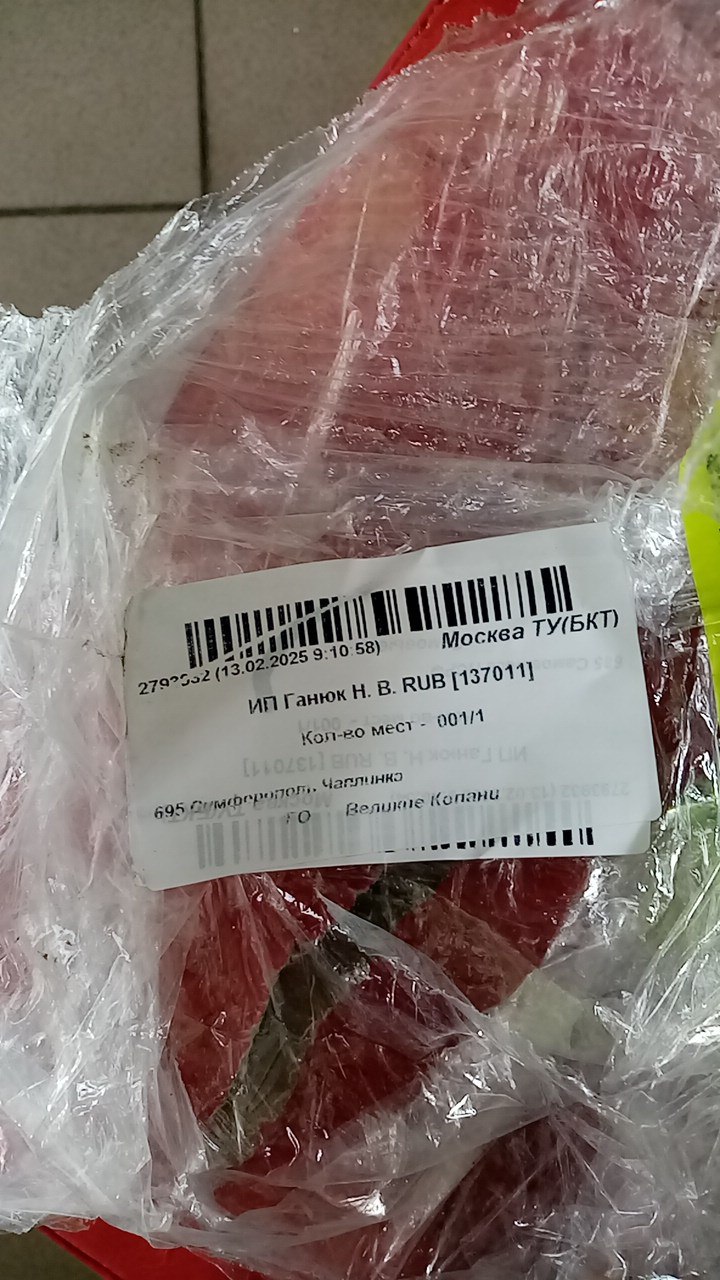 (13.02.2025 9:10:58) Москва ТУ(БКТ)
ИП Ганюк Н. В. RUB [137011]
Кол-во мест - 001/1
695 Симферополь Чаплинка
ГО Великие Копани